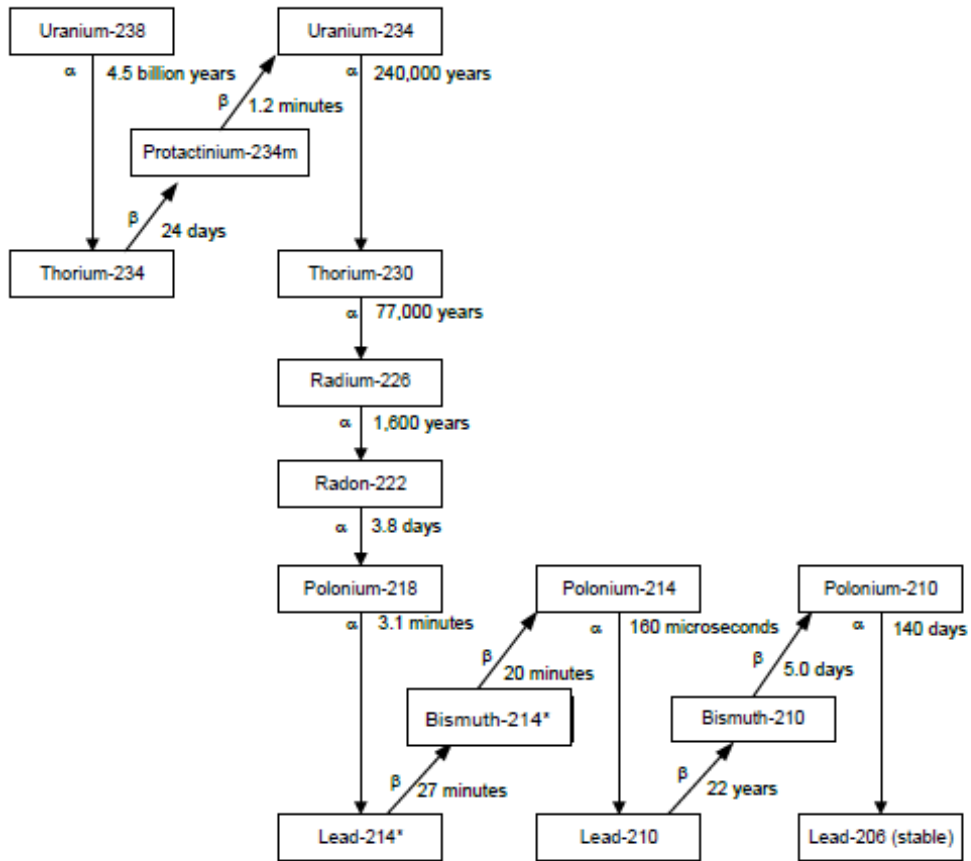 Uranium-238
Uranium-234
α
4.5 billion years
α
240,000 years
β
1.2 minutes
Protactinium-234m
β
24 days
Thorium-234
Thorium-230
α
77,000 years
Radium-226
α
1,600 years
Radon-222
α
3.8 days
Polonium-218
Polonium-214
Polonium-210
α
3.1 minutes
α
160 microseconds
α
140 days
β
20 minutes
β
5.0 days
Bismuth-214*
Bismuth-210
β
27 minutes
β
22 years
Lead-214*
Lead-210
Lead-206 (stable)